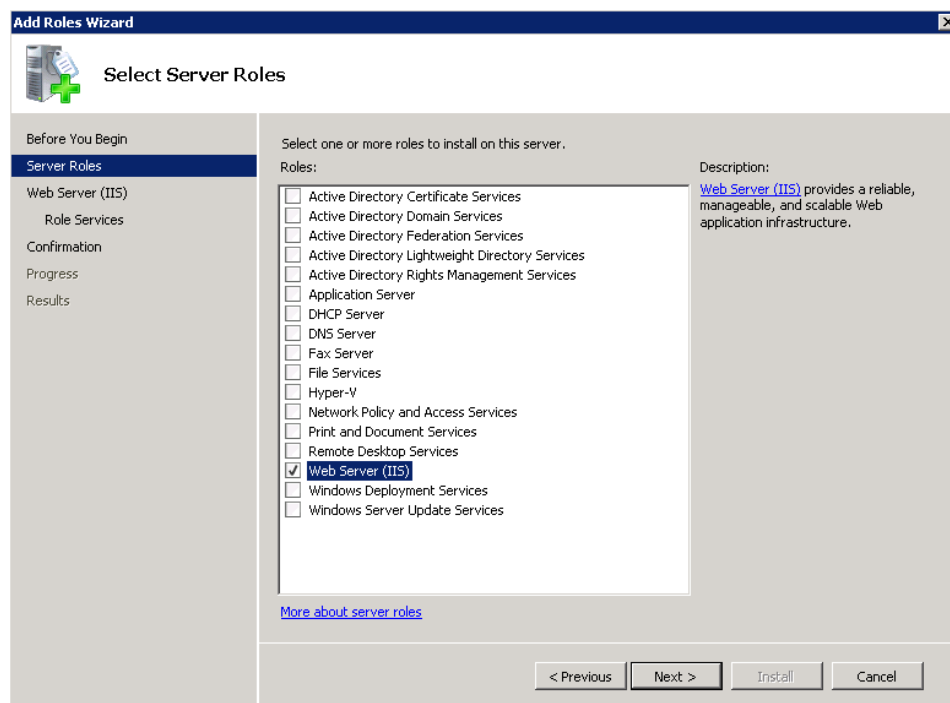 Add Roles Wizard
Select Server Roles
Before You Begin
Server Roles
Web Server (IIS)
Role Services
Confirmation
Progress
Results
Select one or more roles to install on this server.
Roles:
Active Directory Certificate Services
Active Directory Domain Services
Active Directory Federation Services
Active Directory Lightweight Directory Services
Active Directory Rights Management Services
Application Server
DHCP Server
DNS Server
Fax Server
File Services
Hyper-V
Network Policy and Access Services
Print and Document Services
Remote Desktop Services
Web Server (IIS)
Windows Deployment Services
Windows Server Update Services
More about server roles
Description:
Web Server (IIS) provides a reliable,
manageable, and scalable Web
application infrastructure.
< Previous
Next >
Install
Cancel